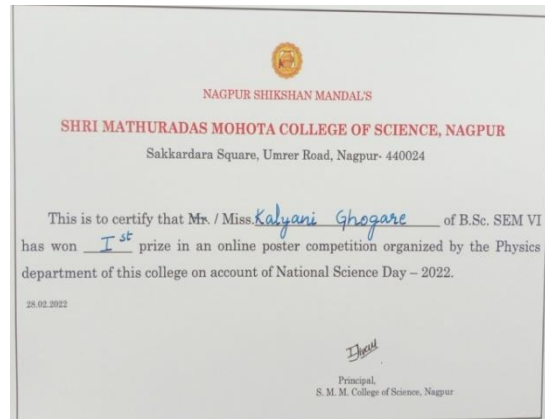 NAGPUR SHIKSHAN MANDAL'S
SHRI MATHURADAS MOHOTA COLLEGE OF SCIENCE, NAGPUR
Sakkardara Square, Umrer Road, Nagpur- 440024
This is to certify that Mr. / Miss. Kalyani Ghogare of B.Sc. SEM VI
has won Ist prize in an online poster competition organized by the Physics
department of this college on account of National Science Day – 2022.
28.02.2022
Principal,
S. M. M. College of Science, Nagpur